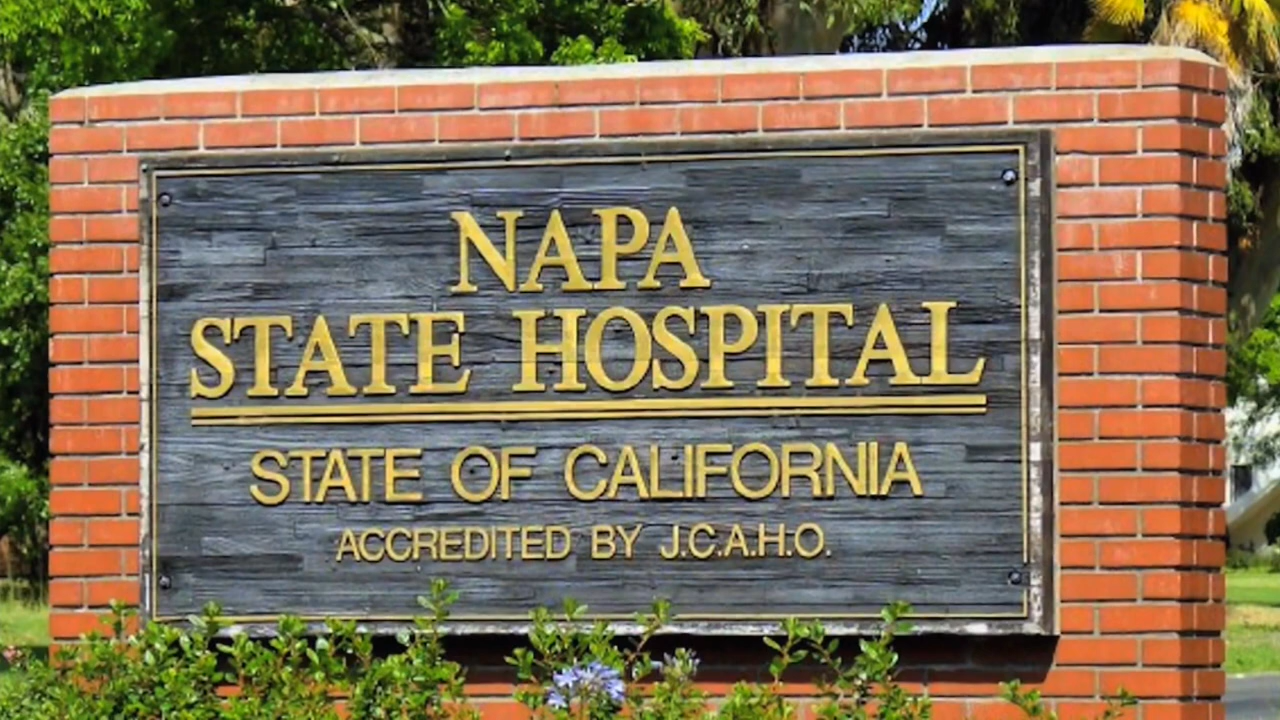 NAPA
STATE HOSPITAL
STATE OF CALIFORNIA
ACCREDITED BY J.C.A.H.O.